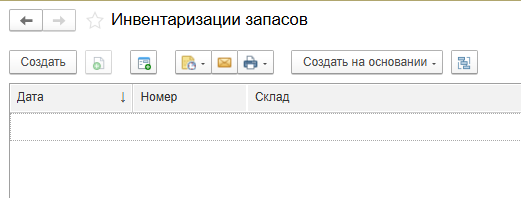 Инвентаризации запасов
Создать Создать на основании
Дата Номер Склад